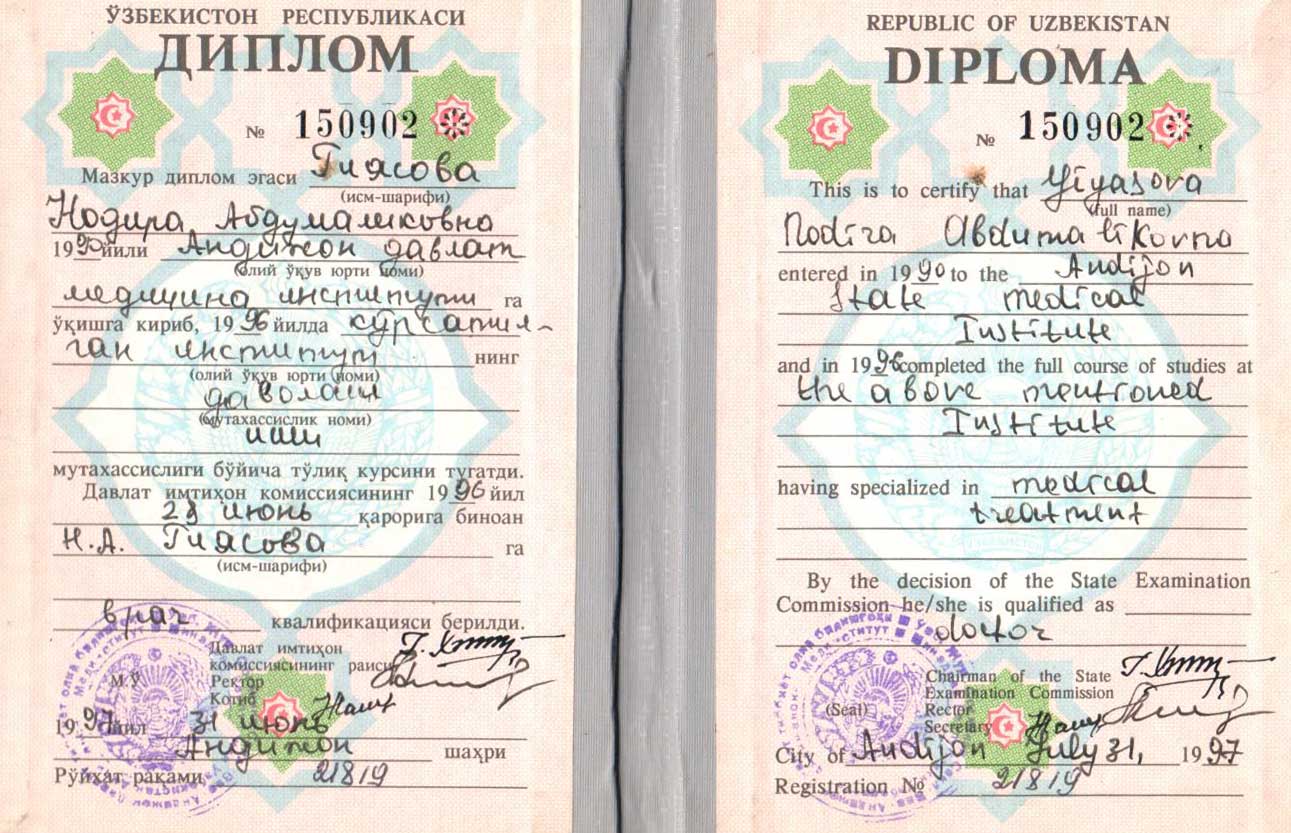 ЎЗБЕКИСТОН РЕСПУБЛИКАСИ
ДИПЛОМ
№ 150902 *
Мазкур диплом эгаси Гиясова
(исм-шарифи)
Нодира Абдумаликовна
1990 йили Андижон давлат
(олий ўқув юрти номи)
медицина институти га
ўқишга кириб, 1996 йилда кўрсатил-
ган институти нинг
(олий ўқув юрти номи)
даволаш
(мутахассислик номи)
иши
мутахассислиги бўйича тўлиқ курсини тугатди.
Давлат имтиҳон комиссиясининг 1996 йил
28 июнь қарорига биноан
Н.А. Гиясова га
(исм-шарифи)
врач квалификацияси берилди.
Давлат имтиҳон
комиссиясининг раиси
М.Ў. Ректор
Котиб
1997 йил 31 июнь
Андижон шаҳри
Рўйхат рақами 21819
REPUBLIC OF UZBEKISTAN
DIPLOMA
№ 150902 *
This is to certify that Yiyasova
(full name)
Nodira Abdumalikovna
entered in 1990 to the Andijon
state medical
Institute
and in 1996 completed the full course of studies at
the above mentioned
Institute
having specialized in medical
treatment
By the decision of the State Examination
Commission he/she is qualified as
doctor
Chairman of the State
Examination Commission
(Seal) Rector
Secretary
City of Andijon July 31, 1997
Registration № 21819